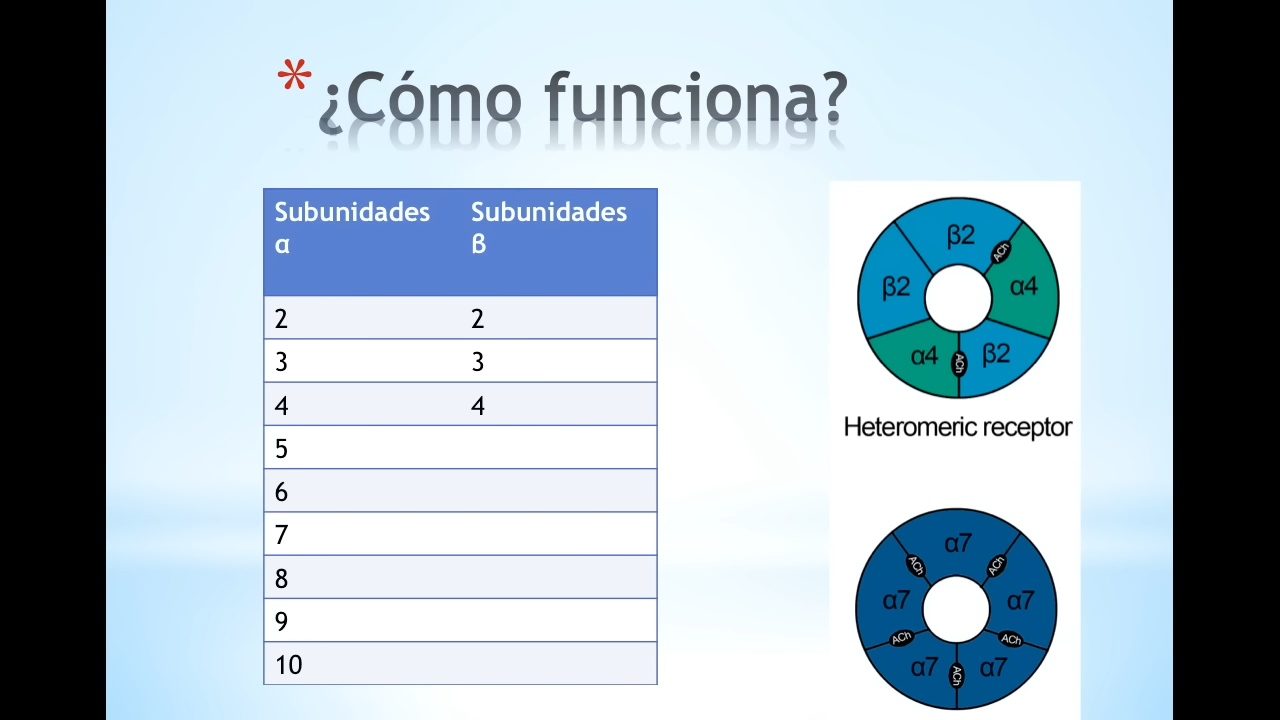 *¿Cómo funciona?
Subunidades α Subunidades β
2 2
3 3
4 4
5
6
7
8
9
10
β2
ACh
β2
α4
α4
ACh
β2
Heteromeric receptor
α7
ACh
ACh
α7
α7
ACh
ACh
α7
ACh
α7